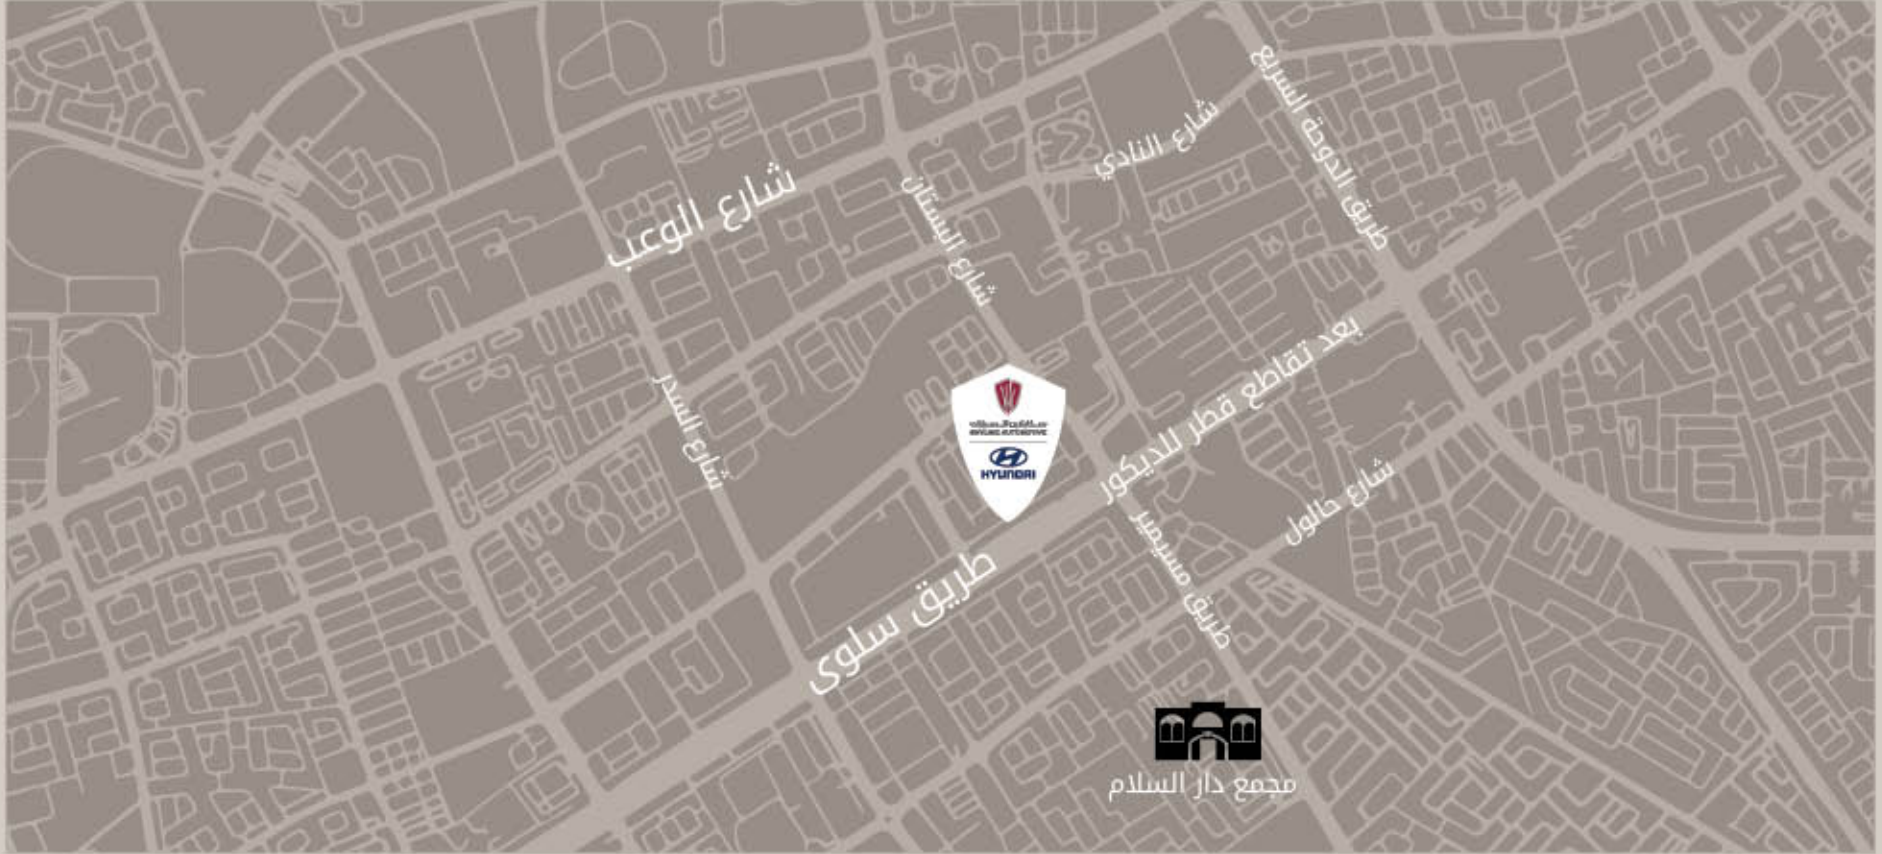 طريق الدوحة السريع
شارع النادي
شارع الوعب
شارع البستان
بعد تقاطع قطر للديكور
شارع السدر
HYUNDAI
شارع حالول
طريق مسيمير
طريق سلوى
مجمع دار السلام